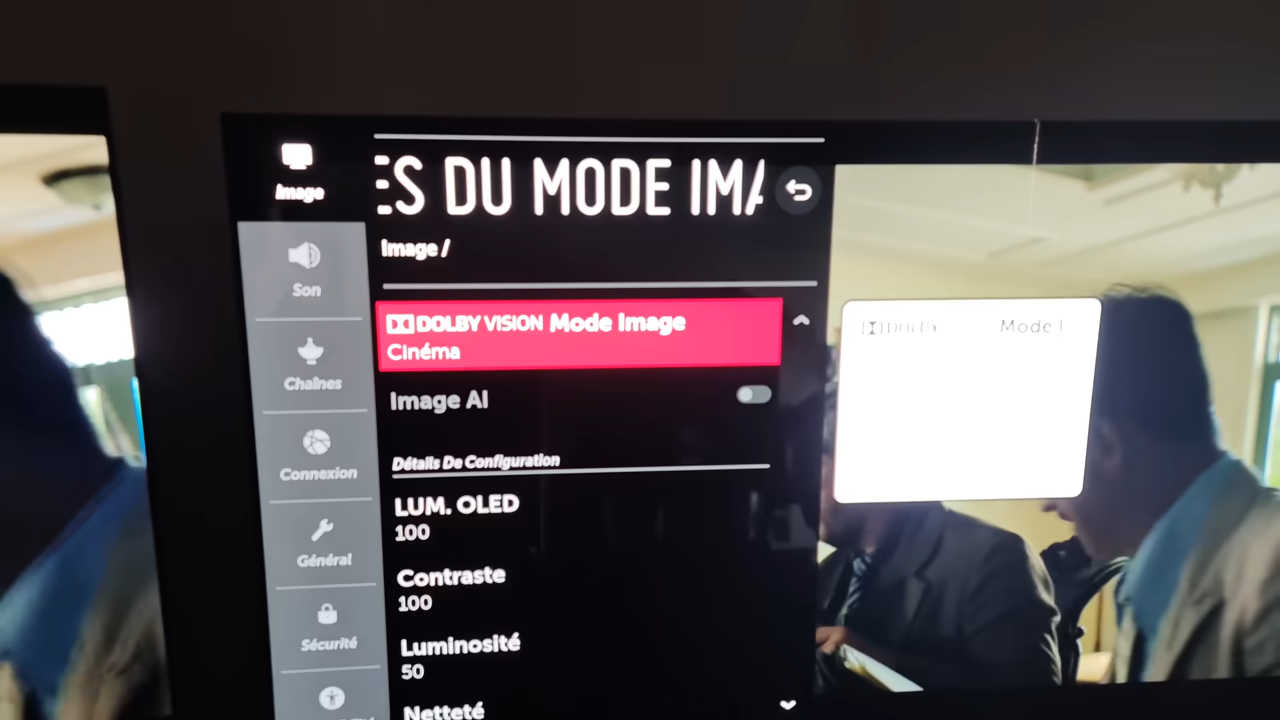 Image
Son
Chaînes
Connexion
Général
Sécurité
ES DU MODE IMA
Image /
DOLBY VISION Mode Image
Cinéma
Image AI
Détails De Configuration
LUM. OLED
100
Contraste
100
Luminosité
50
Netteté
DOLBY Mode I